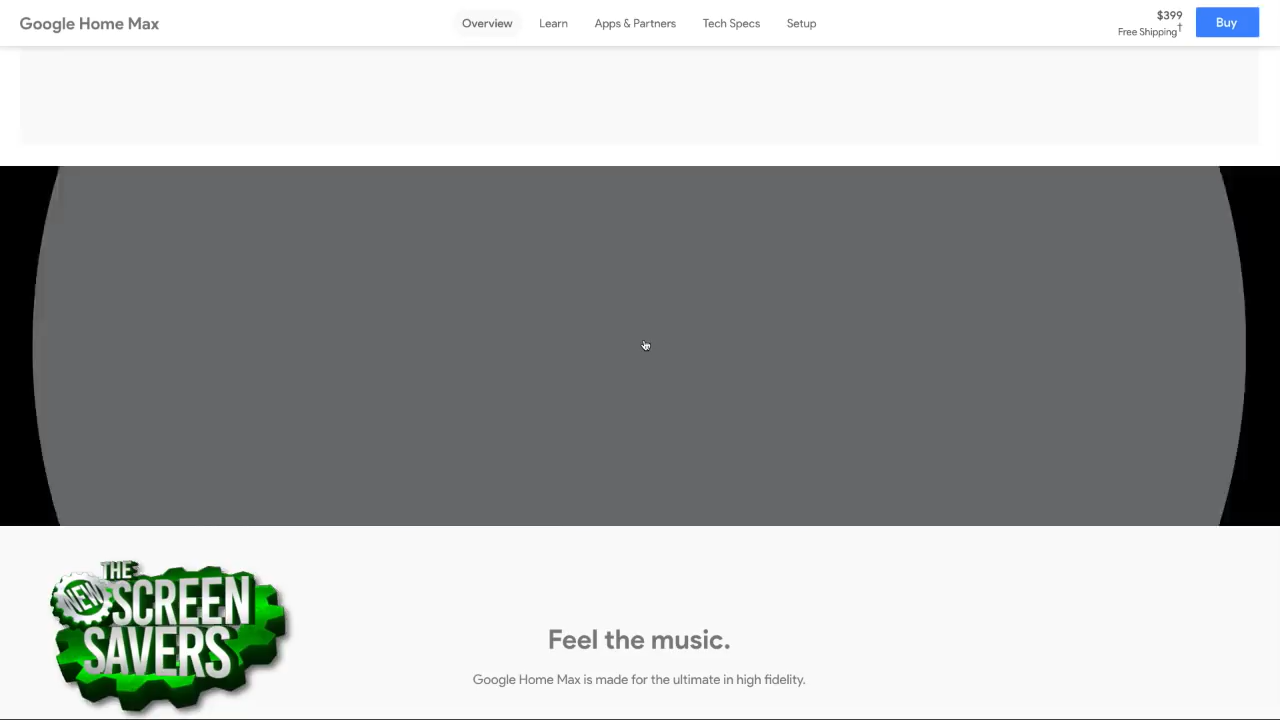 Google Home Max
Overview
Learn
Apps & Partners
Tech Specs
Setup
$399
Free Shipping†
Buy
THE
NEW
SCREEN
SAVERS
Feel the music.
Google Home Max is made for the ultimate in high fidelity.